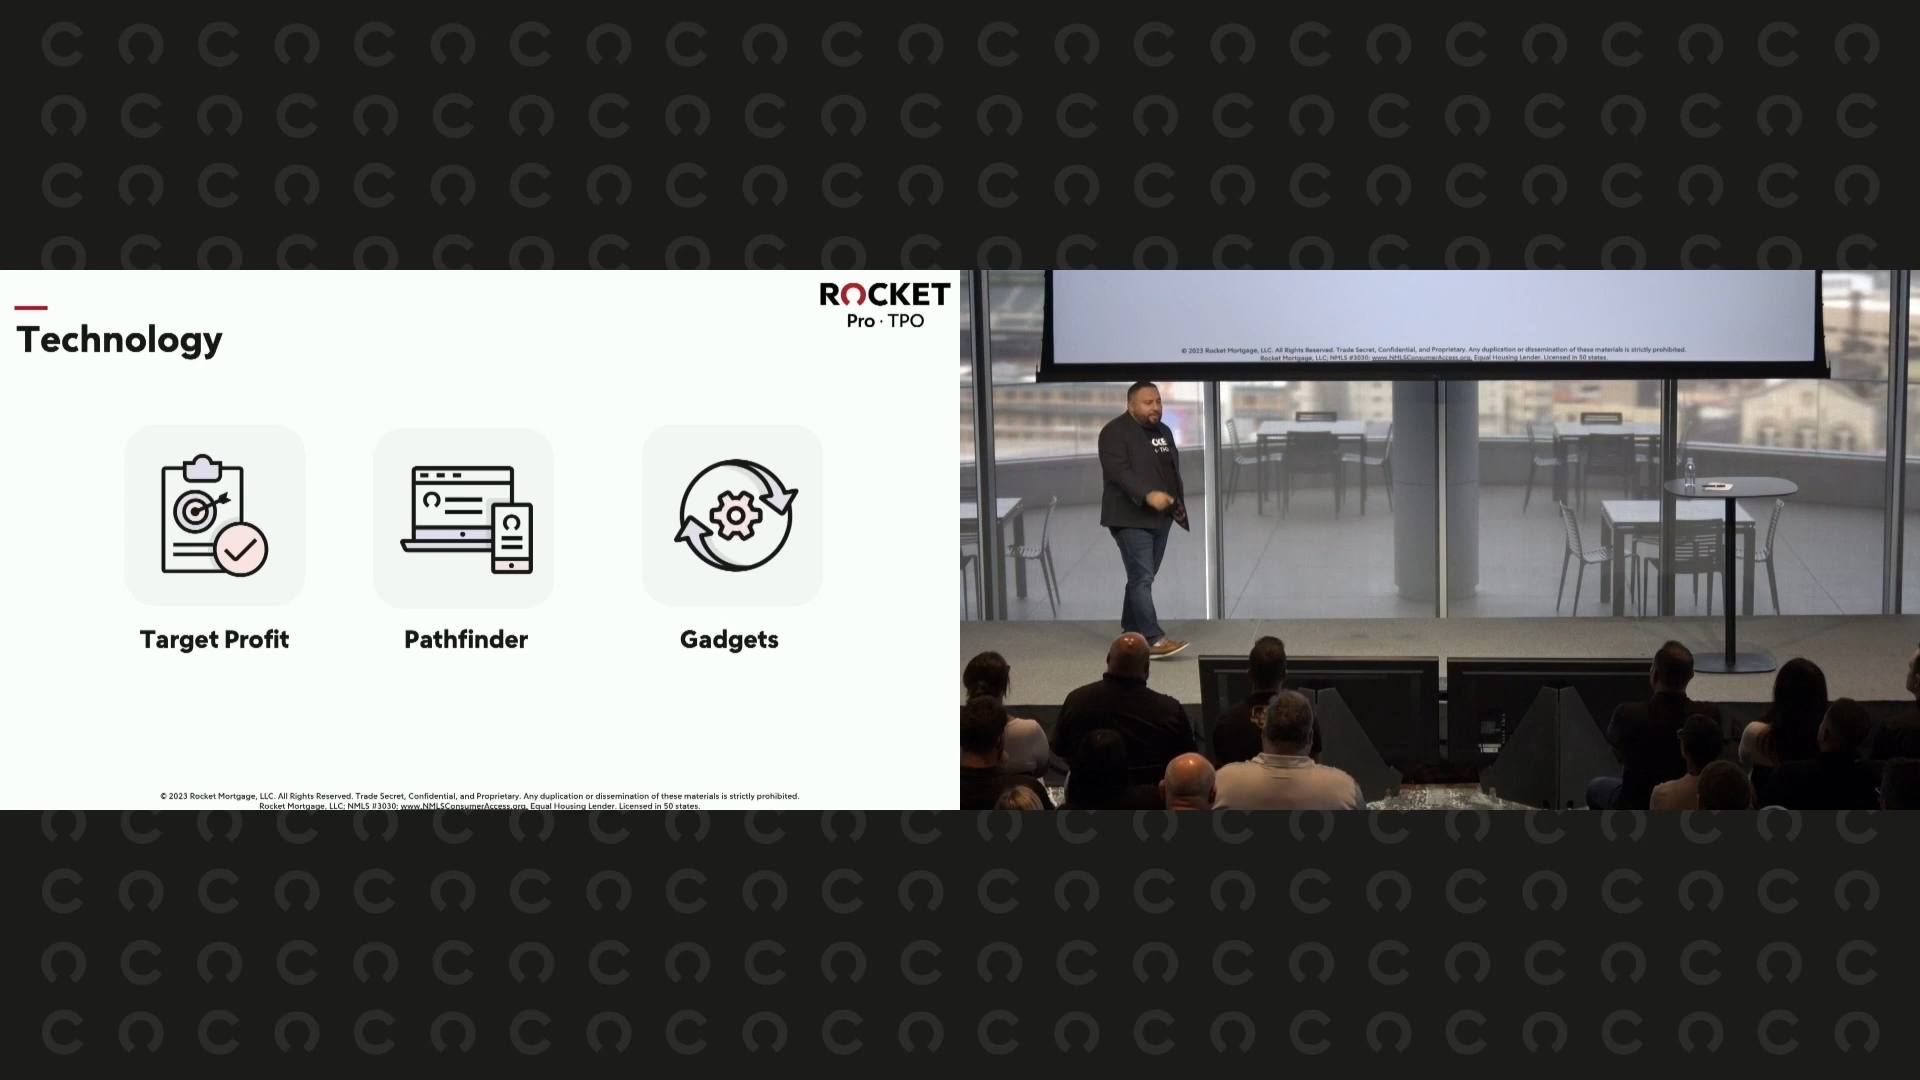 ROCKET
Pro · TPO
Technology
Target Profit
Pathfinder
Gadgets
© 2023 Rocket Mortgage, LLC. All Rights Reserved. Trade Secret, Confidential, and Proprietary. Any duplication or dissemination of these materials is strictly prohibited.
Rocket Mortgage, LLC; NMLS #3030; www.NMLSConsumerAccess.org. Equal Housing Lender. Licensed in 50 states.
© 2023 Rocket Mortgage, LLC. All Rights Reserved. Trade Secret, Confidential, and Proprietary. Any duplication or dissemination of these materials is strictly prohibited.
Rocket Mortgage, LLC; NMLS #3030; www.NMLSConsumerAccess.org. Equal Housing Lender. Licensed in 50 states.